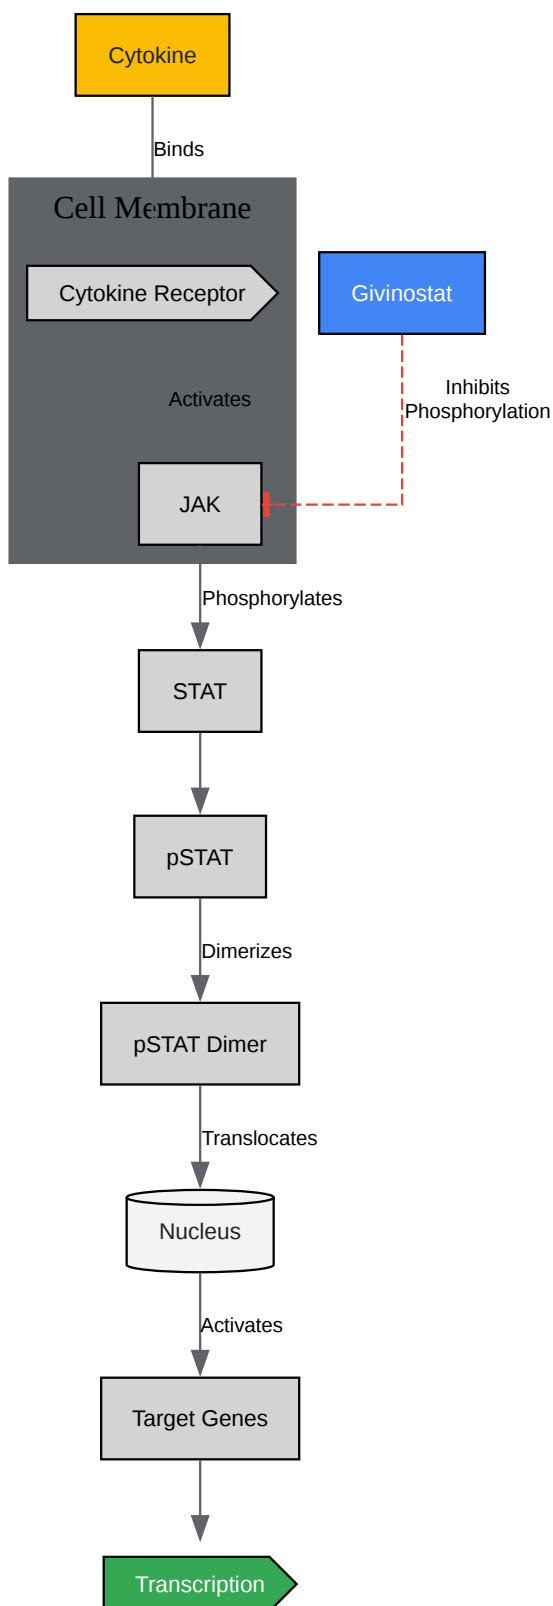 Cytokine
Binds
Cell Membrane
Cytokine Receptor
Givinostat
Activates
Inhibits
Phosphorylation
JAK
Phosphorylates
STAT
pSTAT
Dimerizes
pSTAT Dimer
Translocates
Nucleus
Activates
Target Genes
Transcription